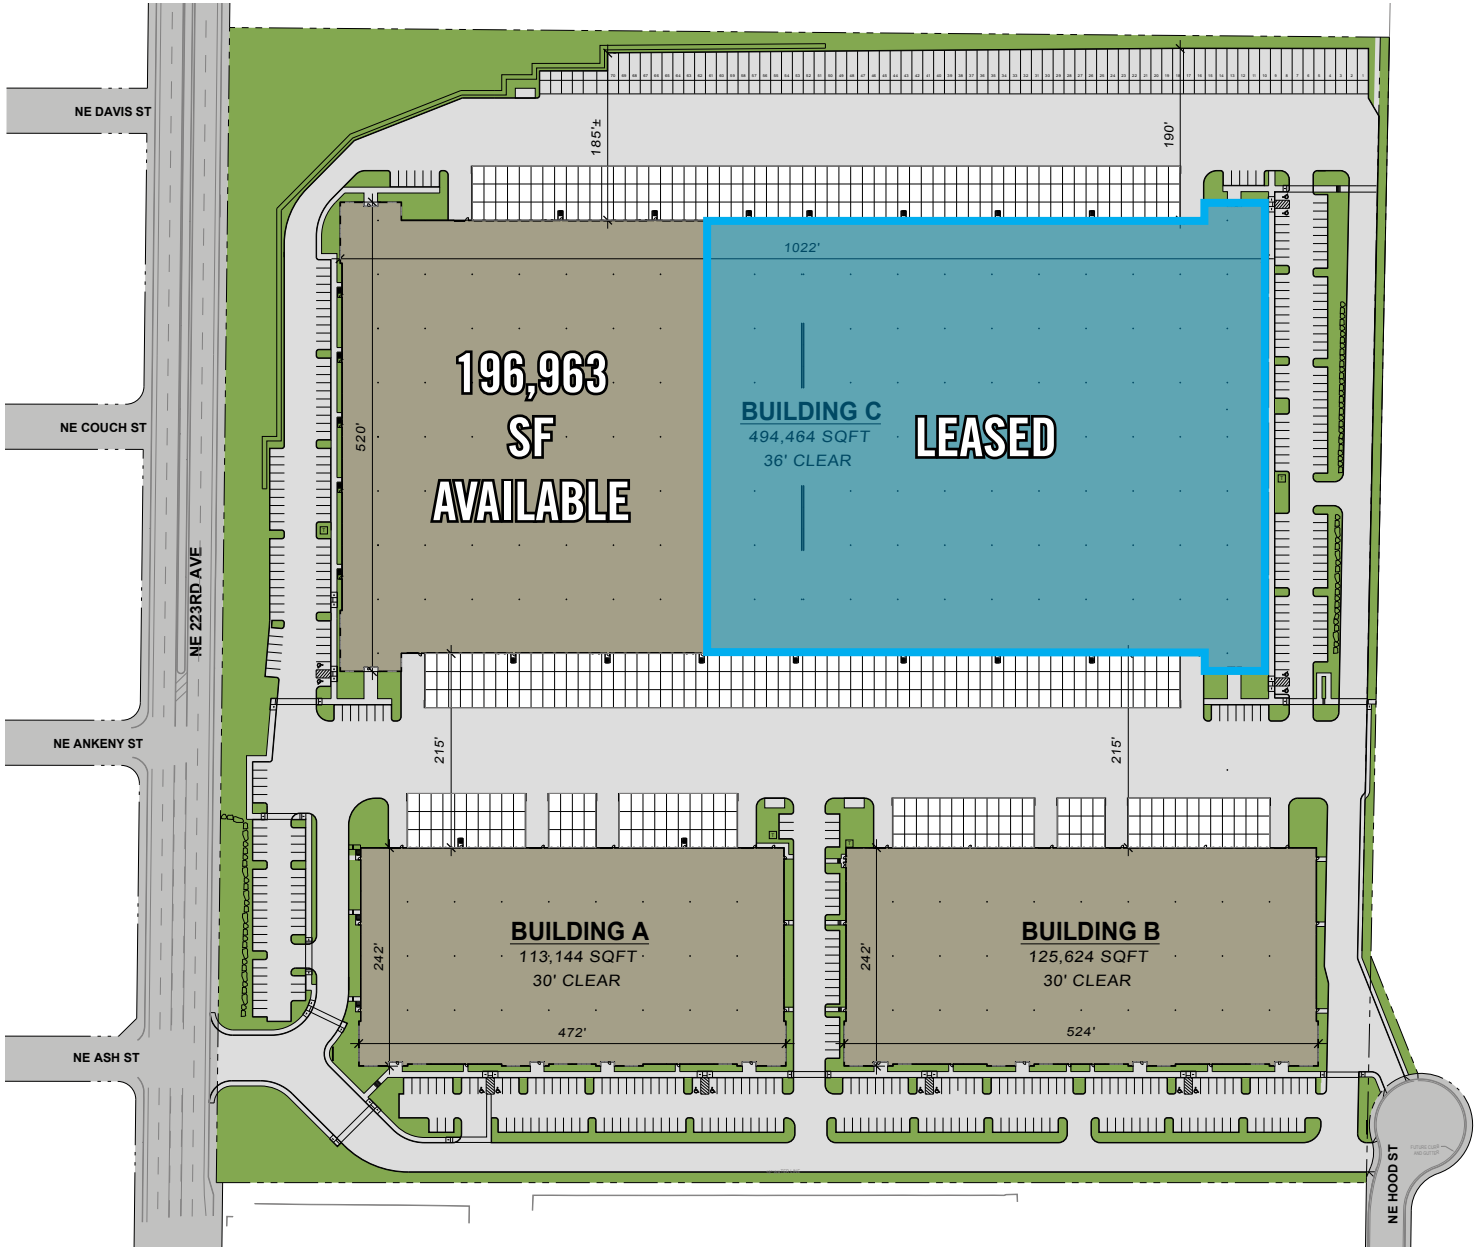 NE DAVIS ST
185'±
190'
1022'
196,963
SF
AVAILABLE
520'
BUILDING C
494,464 SQFT
36' CLEAR
LEASED
NE COUCH ST
NE 223RD AVE
NE ANKENY ST
215'
215'
BUILDING A
113,144 SQFT
30' CLEAR
242'
472'
BUILDING B
125,624 SQFT
30' CLEAR
242'
524'
NE ASH ST
NE HOOD ST